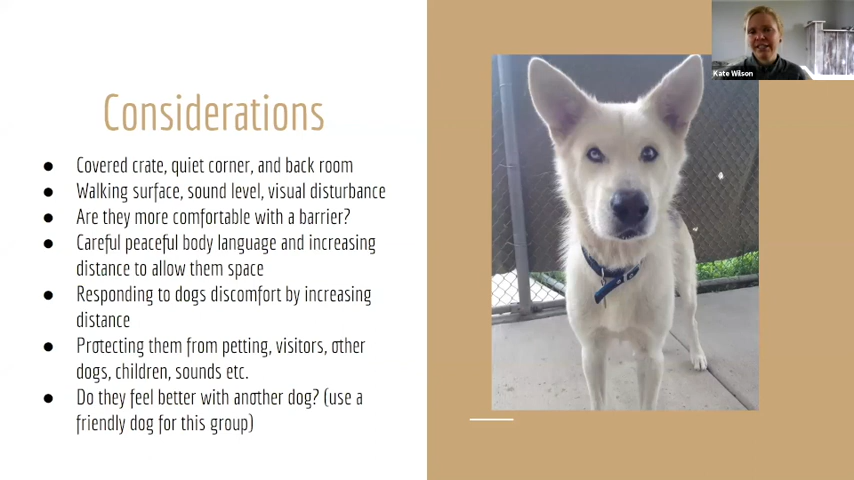 Kate Wilson
Considerations
● Covered crate, quiet corner, and back room
● Walking surface, sound level, visual disturbance
● Are they more comfortable with a barrier?
● Careful peaceful body language and increasing
distance to allow them space
● Responding to dogs discomfort by increasing
distance
● Protecting them from petting, visitors, other
dogs, children, sounds etc.
● Do they feel better with another dog? (use a
friendly dog for this group)